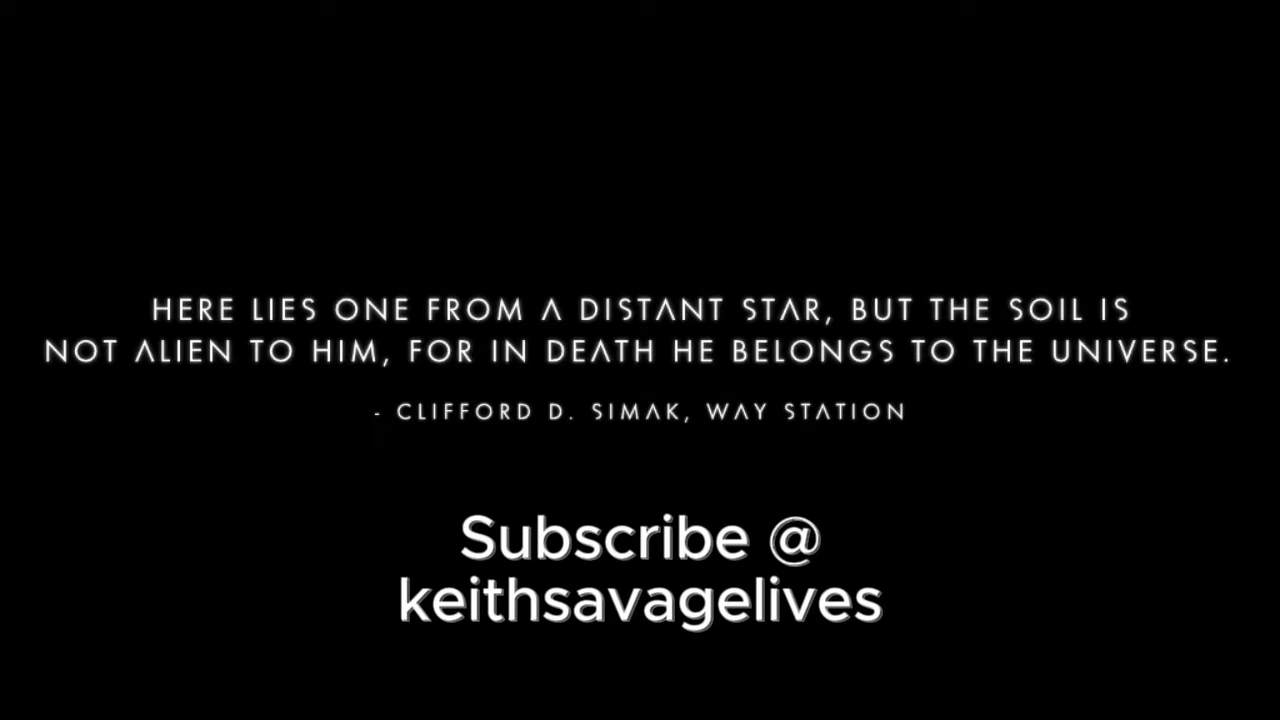 HERE LIES ONE FROM A DISTANT STAR, BUT THE SOIL IS
NOT ALIEN TO HIM, FOR IN DEATH HE BELONGS TO THE UNIVERSE.
- CLIFFORD D. SIMAK, WAY STATION
Subscribe @
keithsavagelives